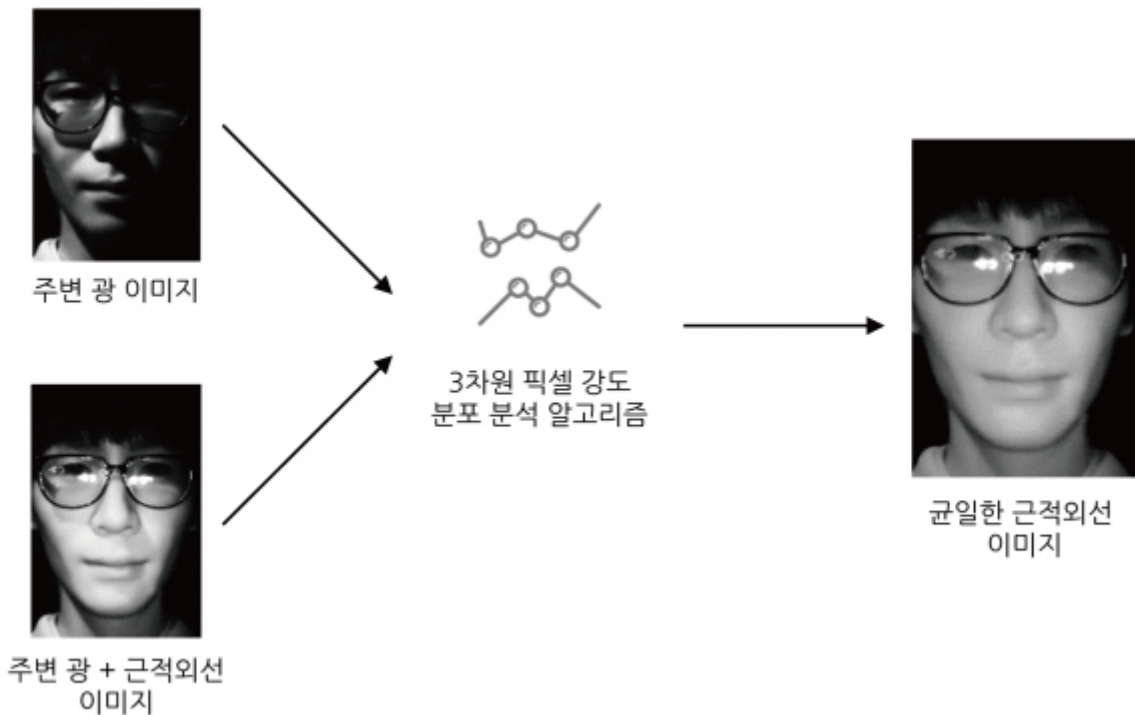 주변 광 이미지
3차원 픽셀 강도
분포 분석 알고리즘
주변 광 + 근적외선
이미지
균일한 근적외선
이미지